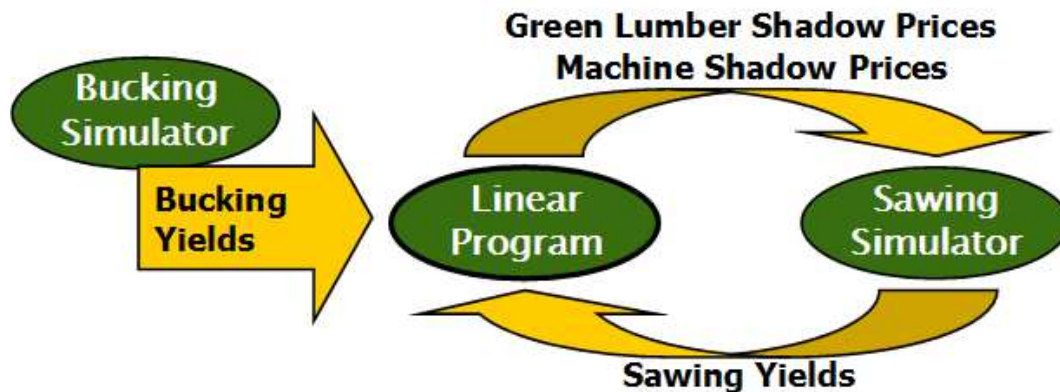 Green Lumber Shadow Prices
Machine Shadow Prices
Bucking
Simulator
Bucking
Yields
Linear
Program
Sawing
Simulator
Sawing Yields